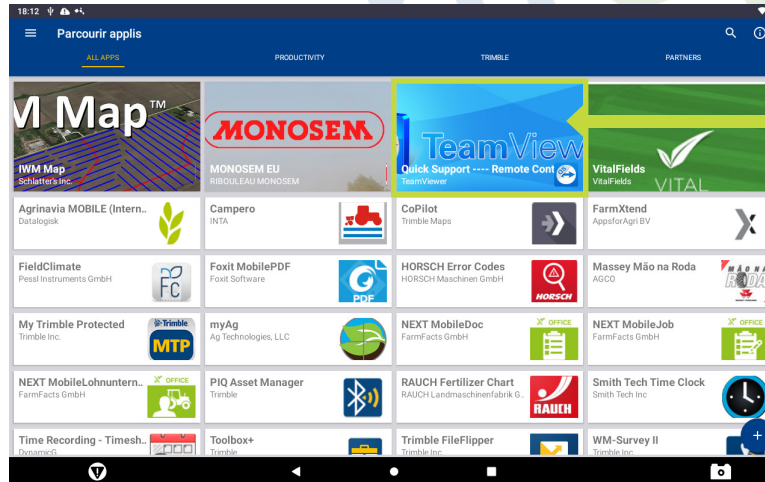 18:12
Parcourir applis
ALL APPS
PRODUCTIVITY
TRIMBLE
PARTNERS
M Map™
IWM Map
Schlatter's Inc.
MONOSEM
MONOSEM EU
RIBOULEAU MONOSEM
TeamView
Quick Support ---- Remote Cont
TeamViewer
VitalFields
VitalFields
VITAL
Agrinavia MOBILE (Intern..
Datalogisk
Campero
INTA
CoPilot
Trimble Maps
FarmXtend
AppsforAgri BV
FieldClimate
Pessl Instruments GmbH
FC
Foxit MobilePDF
Foxit Software
PDF
HORSCH Error Codes
HORSCH Maschinen GmbH
HORSCH
Massey Mão na Roda
AGCO
MÃO NA
RODA
My Trimble Protected
Trimble Inc.
Trimble
MTP
myAg
Ag Technologies, LLC
NEXT MobileDoc
FarmFacts GmbH
OFFICE
NEXT MobileJob
FarmFacts GmbH
OFFICE
NEXT MobileLohnuntern..
FarmFacts GmbH
OFFICE
PIQ Asset Manager
Trimble
RAUCH Fertilizer Chart
RAUCH Landmaschinenfabrik G..
RAUCH
Smith Tech Time Clock
Smith Tech Inc
Time Recording - Timesh..
DynamicG
Toolbox+
Trimble
Trimble FileFlipper
Trimble Inc.
WM-Survey II
Trimble Inc.